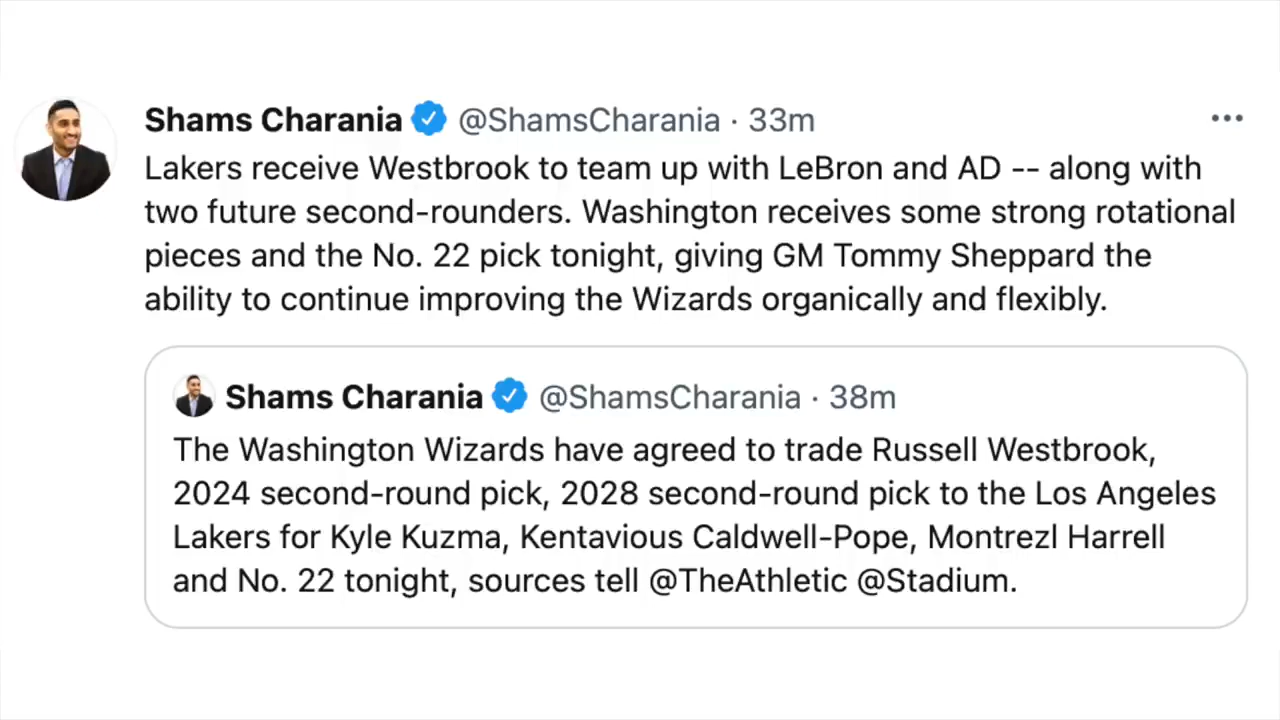 Shams Charania @ShamsCharania · 33m
Lakers receive Westbrook to team up with LeBron and AD -- along with
two future second-rounders. Washington receives some strong rotational
pieces and the No. 22 pick tonight, giving GM Tommy Sheppard the
ability to continue improving the Wizards organically and flexibly.
Shams Charania @ShamsCharania · 38m
The Washington Wizards have agreed to trade Russell Westbrook,
2024 second-round pick, 2028 second-round pick to the Los Angeles
Lakers for Kyle Kuzma, Kentavious Caldwell-Pope, Montrezl Harrell
and No. 22 tonight, sources tell @TheAthletic @Stadium.